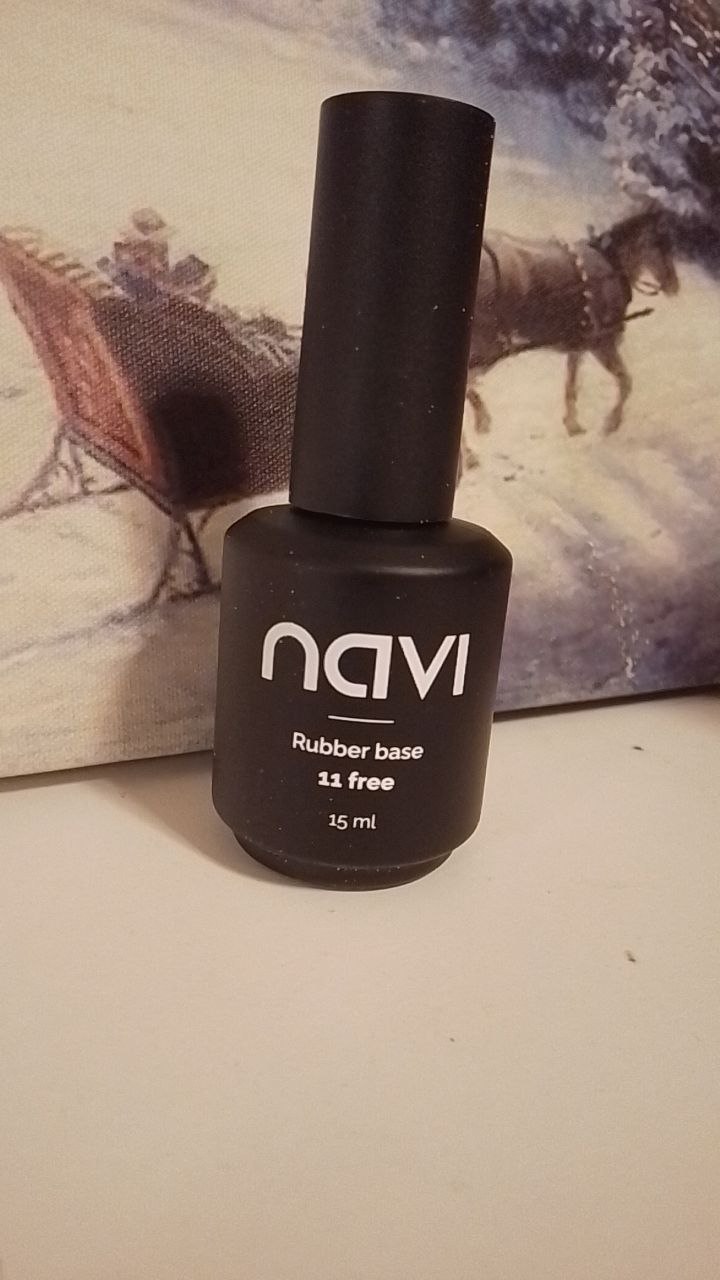 navi
Rubber base
11 free
15 ml